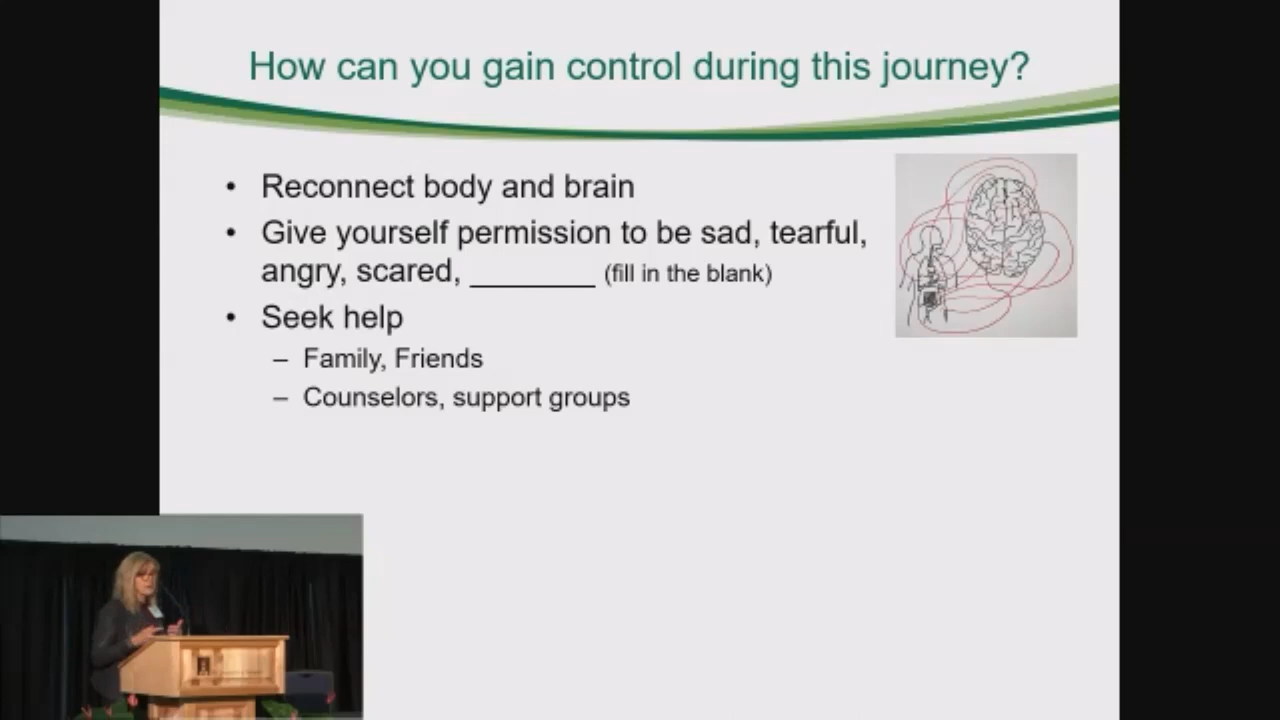 How can you gain control during this journey?
• Reconnect body and brain
• Give yourself permission to be sad, tearful,
angry, scared, ________ (fill in the blank)
• Seek help
– Family, Friends
– Counselors, support groups